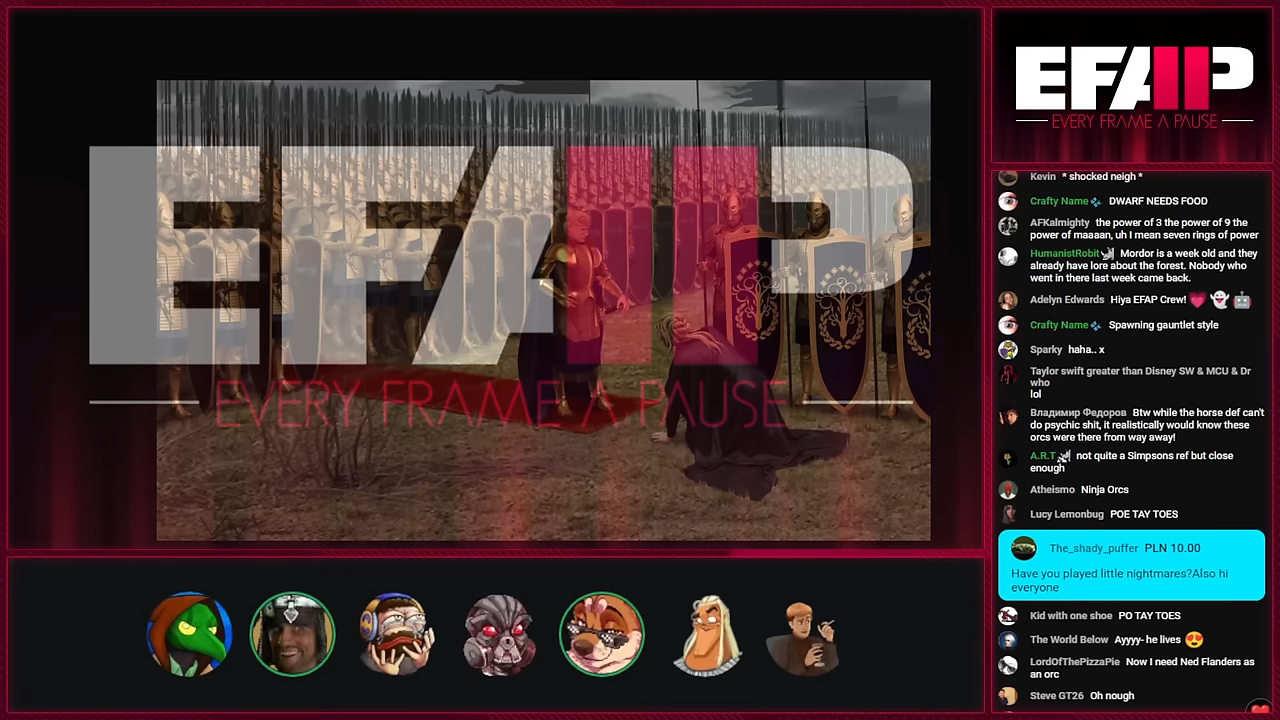 EFAP
EVERY FRAME A PAUSE
EFAP
EVERY FRAME A PAUSE
Kevin * shocked neigh *
Crafty Name DWARF NEEDS FOOD
AFKalmighty the power of 3 the power of 9 the
power of maaaan, uh I mean seven rings of power
HumanistRobit Mordor is a week old and they
already have lore about the forest. Nobody who
went in there last week came back.
Adelyn Edwards Hiya EFAP Crew!
Crafty Name Spawning gauntlet style
Sparky haha.. x
Taylor swift greater than Disney SW & MCU & Dr
who
lol
Владимир Федоров Btw while the horse def can't
do psychic shit, it realistically would know these
orcs were there from way away!
A.R.T not quite a Simpsons ref but close
enough
Atheismo Ninja Orcs
Lucy Lemonbug POE TAY TOES
The_shady_puffer PLN 10.00
Have you played little nightmares?Also hi
everyone
Kid with one shoe PO TAY TOES
The World Below Ayyyy- he lives
LordOfThePizzaPie Now I need Ned Flanders as
an orc
Steve GT26 Oh nough